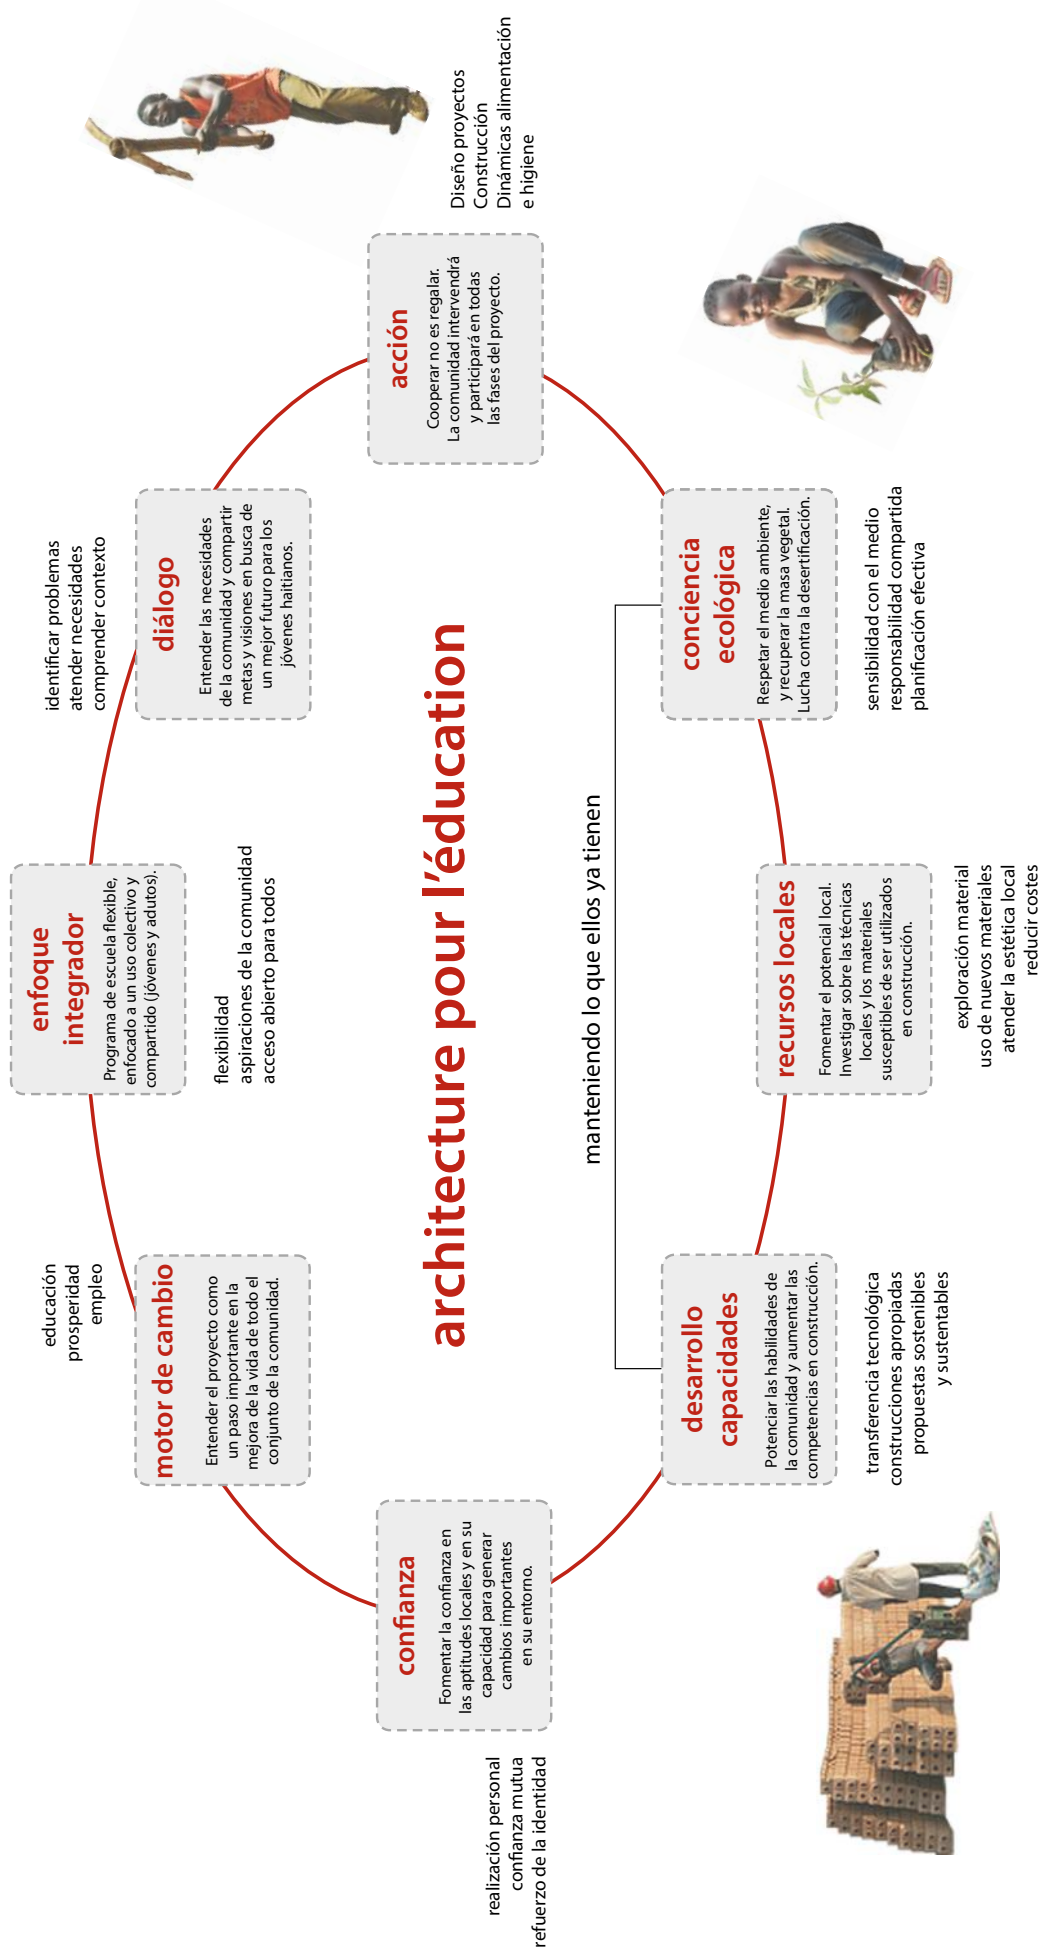 educación
prosperidad
empleo
motor de cambio
Entender el proyecto como
un paso importante en la
mejora de la vida de todo el
conjunto de la comunidad.
enfoque
integrador
Programa de escuela flexible,
enfocado a un uso colectivo y
compartido (jóvenes y adutos).
flexibilidad
aspiraciones de la comunidad
acceso abierto para todos
identificar problemas
atender necesidades
comprender contexto
diálogo
Entender las necesidades
de la comunidad y compartir
metas y visiones en busca de
un mejor futuro para los
jóvenes haitianos.
acción
Cooperar no es regalar.
La comunidad intervendrá
y participará en todas
las fases del proyecto.
Diseño proyectos
Construcción
Dinámicas alimentación
e higiene
architecture pour l'éducation
confianza
Fomentar la confianza en
las aptitudes locales y en su
capacidad para generar
cambios importantes
en su entorno.
realización personal
confianza mutua
refuerzo de la identidad
manteniendo lo que ellos ya tienen
desarrollo
capacidades
Potenciar las habilidades de
la comunidad y aumentar las
competencias en construcción.
transferencia tecnológica
construcciones apropiadas
propuestas sostenibles
y sustentables
recursos locales
Fomentar el potencial local.
Investigar sobre las técnicas
locales y los materiales
susceptibles de ser utilizados
en construcción.
exploración material
uso de nuevos materiales
atender la estética local
reducir costes
conciencia
ecológica
Respetar el medio ambiente,
y recuperar la masa vegetal.
Lucha contra la desertificación.
sensibilidad con el medio
responsabilidad compartida
planificación efectiva